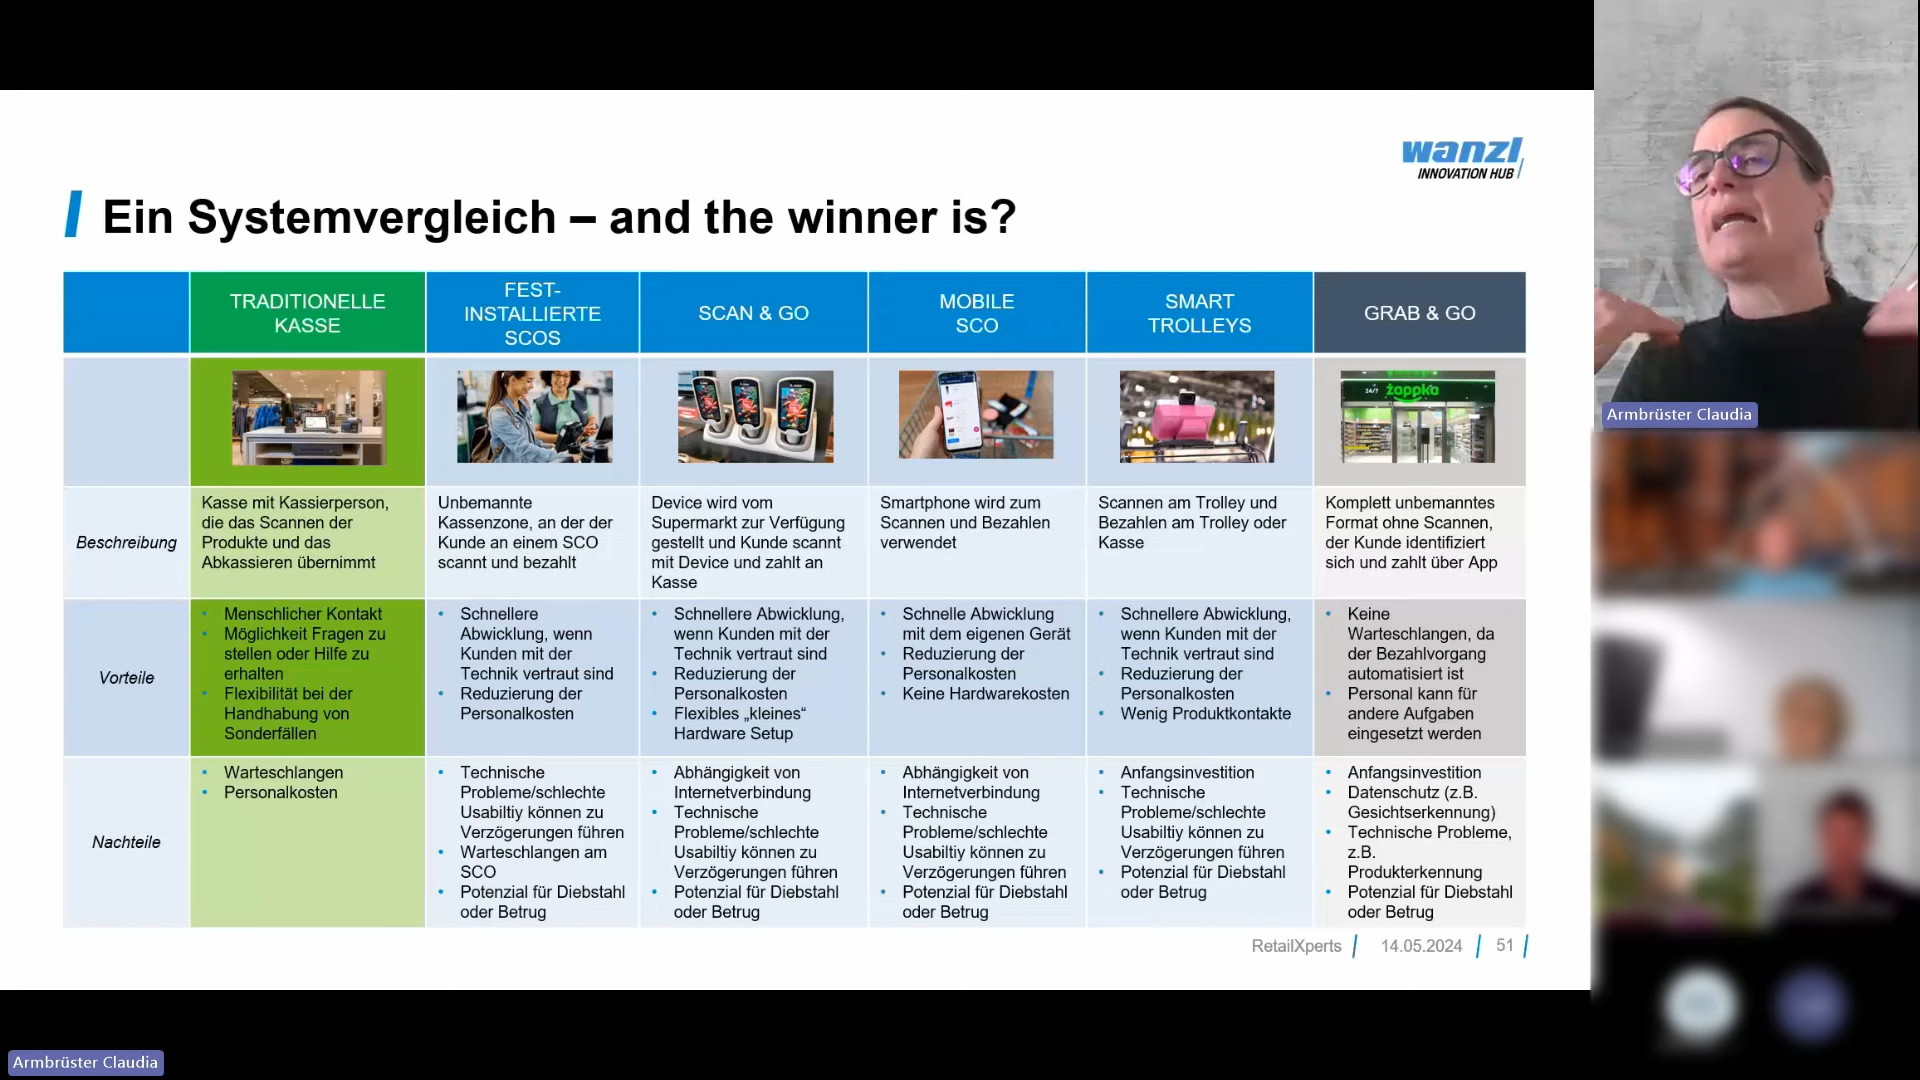 wanzl
INNOVATION HUB
Ein Systemvergleich – and the winner is?
TRADITIONELLE
KASSE
FEST-
INSTALLIERTE
SCOS
SCAN & GO
MOBILE
SCO
SMART
TROLLEYS
GRAB & GO
24/7
żappka
Beschreibung
Kasse mit Kassierperson,
die das Scannen der
Produkte und das
Abkassieren übernimmt
Unbemannte
Kassenzone, an der der
Kunde an einem SCO
scannt und bezahlt
Device wird vom
Supermarkt zur Verfügung
gestellt und Kunde scannt
mit Device und zahlt an
Kasse
Smartphone wird zum
Scannen und Bezahlen
verwendet
Scannen am Trolley und
Bezahlen am Trolley oder
Kasse
Komplett unbemanntes
Format ohne Scannen,
der Kunde identifiziert
sich und zahlt über App
Vorteile
• Menschlicher Kontakt
• Möglichkeit Fragen zu
stellen oder Hilfe zu
erhalten
• Flexibilität bei der
Handhabung von
Sonderfällen
• Schnellere
Abwicklung, wenn
Kunden mit der
Technik vertraut sind
• Reduzierung der
Personalkosten
• Schnellere Abwicklung,
wenn Kunden mit der
Technik vertraut sind
• Reduzierung der
Personalkosten
• Flexibles „kleines“
Hardware Setup
• Schnelle Abwicklung
mit dem eigenen Gerät
• Reduzierung der
Personalkosten
• Keine Hardwarekosten
• Schnellere Abwicklung,
wenn Kunden mit der
Technik vertraut sind
• Reduzierung der
Personalkosten
• Wenig Produktkontakte
• Keine
Warteschlangen, da
der Bezahlvorgang
automatisiert ist
• Personal kann für
andere Aufgaben
eingesetzt werden
Nachteile
• Warteschlangen
• Personalkosten
• Technische
Probleme/schlechte
Usabiltiy können zu
Verzögerungen führen
• Warteschlangen am
SCO
• Potenzial für Diebstahl
oder Betrug
• Abhängigkeit von
Internetverbindung
• Technische
Probleme/schlechte
Usabiltiy können zu
Verzögerungen führen
• Potenzial für Diebstahl
oder Betrug
• Abhängigkeit von
Internetverbindung
• Technische
Probleme/schlechte
Usabiltiy können zu
Verzögerungen führen
• Potenzial für Diebstahl
oder Betrug
• Anfangsinvestition
• Technische
Probleme/schlechte
Usabiltiy können zu
Verzögerungen führen
• Potenzial für Diebstahl
oder Betrug
• Anfangsinvestition
• Datenschutz (z.B.
Gesichtserkennung)
• Technische Probleme,
z.B.
Produkterkennung
• Potenzial für Diebstahl
oder Betrug
RetailXperts
14.05.2024
51
Armbrüster Claudia
Armbrüster Claudia